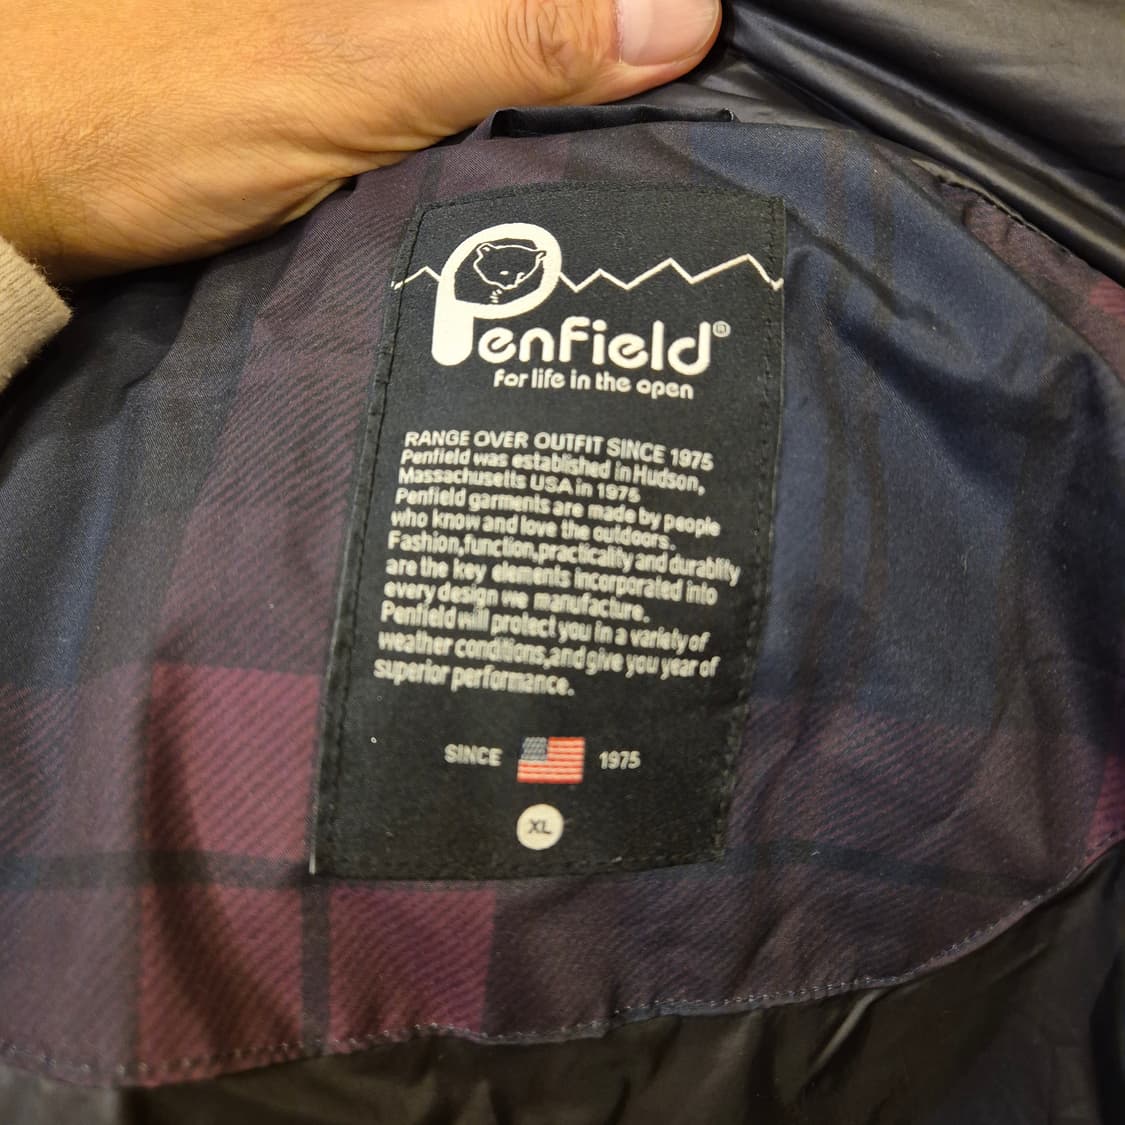 Penfield®
For life in the open
RANGE OVER OUTFIT SINCE 1975
Penfield was established in Hudson,
Massachusetts USA in 1975
Penfield garments are made by people
who know and love the outdoors.
Fashion,function,practicality and durablity
are the key elements incorporated into
every design we manufacture.
Penfield will protect you in a variety of
weather conditions,and give you year of
superior performance.
SINCE 1975
XL